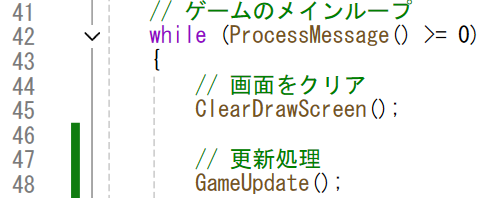 41 // ゲームのメインループ
42 while (ProcessMessage() >= 0)
43 {
44 // 画面をクリア
45 ClearDrawScreen();
46
47 // 更新処理
48 GameUpdate();